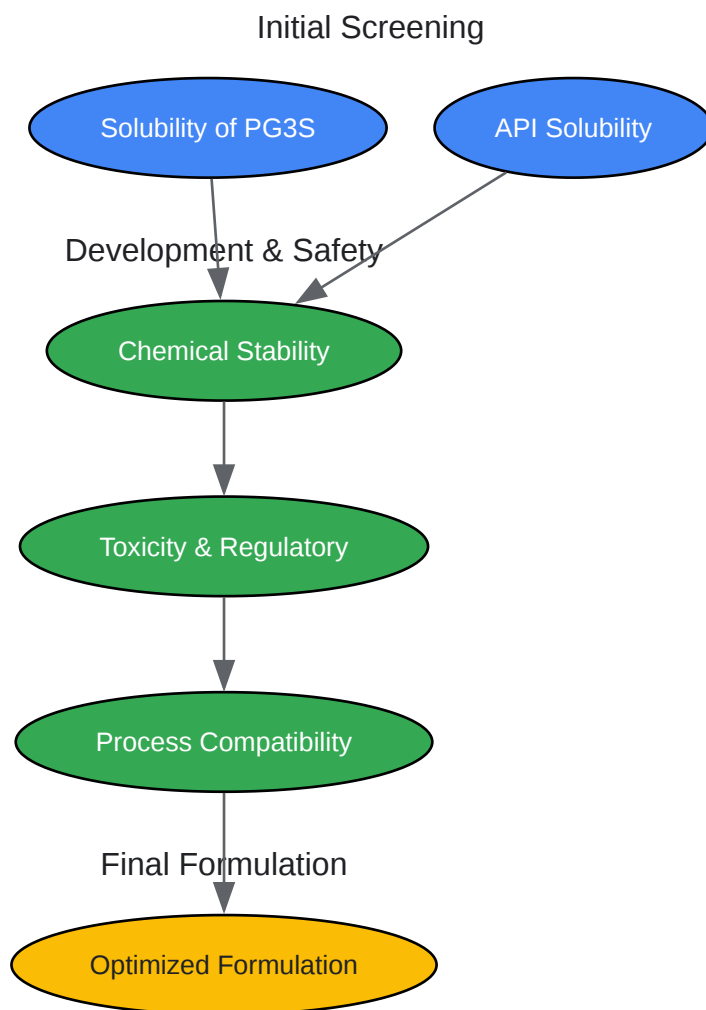 Initial Screening
Solubility of PG3S
API Solubility
Development & Safety
Chemical Stability
Toxicity & Regulatory
Process Compatibility
Final Formulation
Optimized Formulation